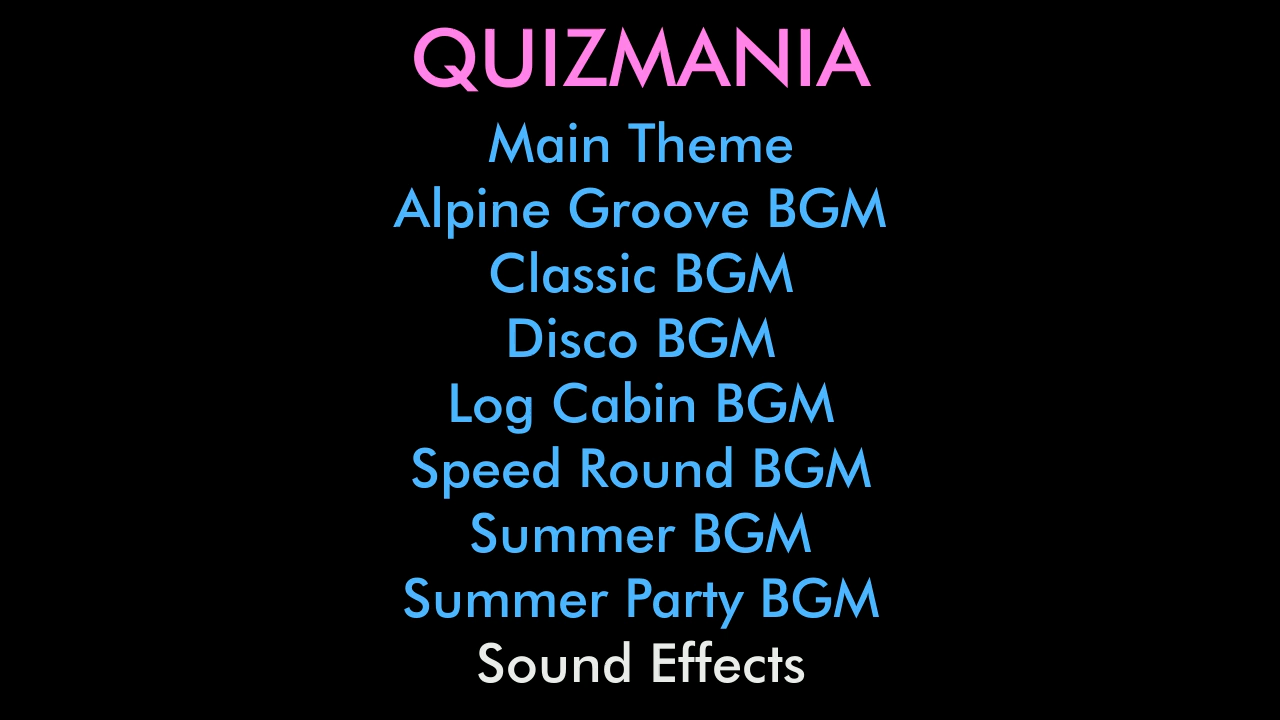 QUIZMANIA
Main Theme
Alpine Groove BGM
Classic BGM
Disco BGM
Log Cabin BGM
Speed Round BGM
Summer BGM
Summer Party BGM
Sound Effects